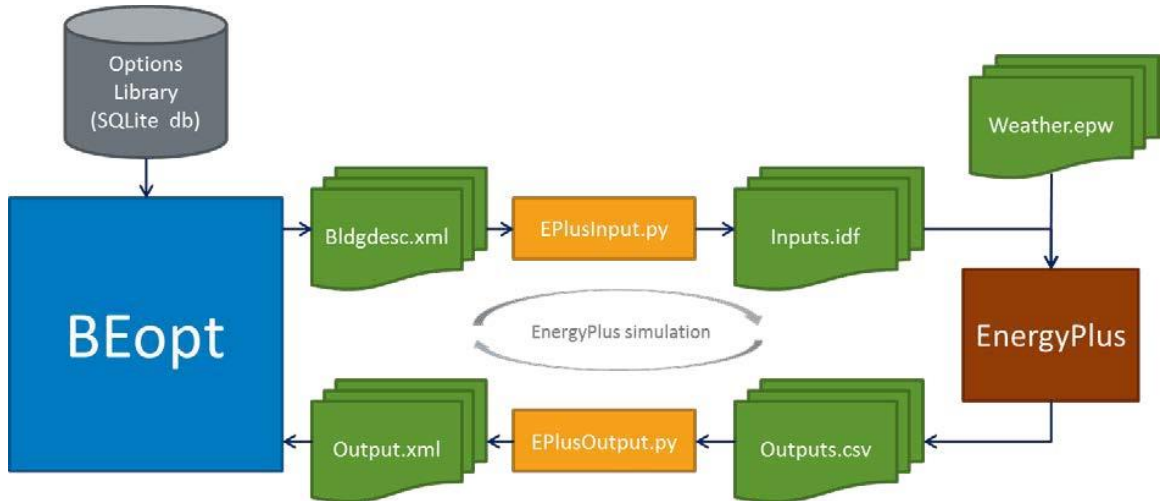 Options
Library
(SQLite db)
Weather.epw
Bldgdesc.xml
EPlusInput.py
Inputs.idf
BEopt
EnergyPlus simulation
EnergyPlus
Output.xml
EPlusOutput.py
Outputs.csv